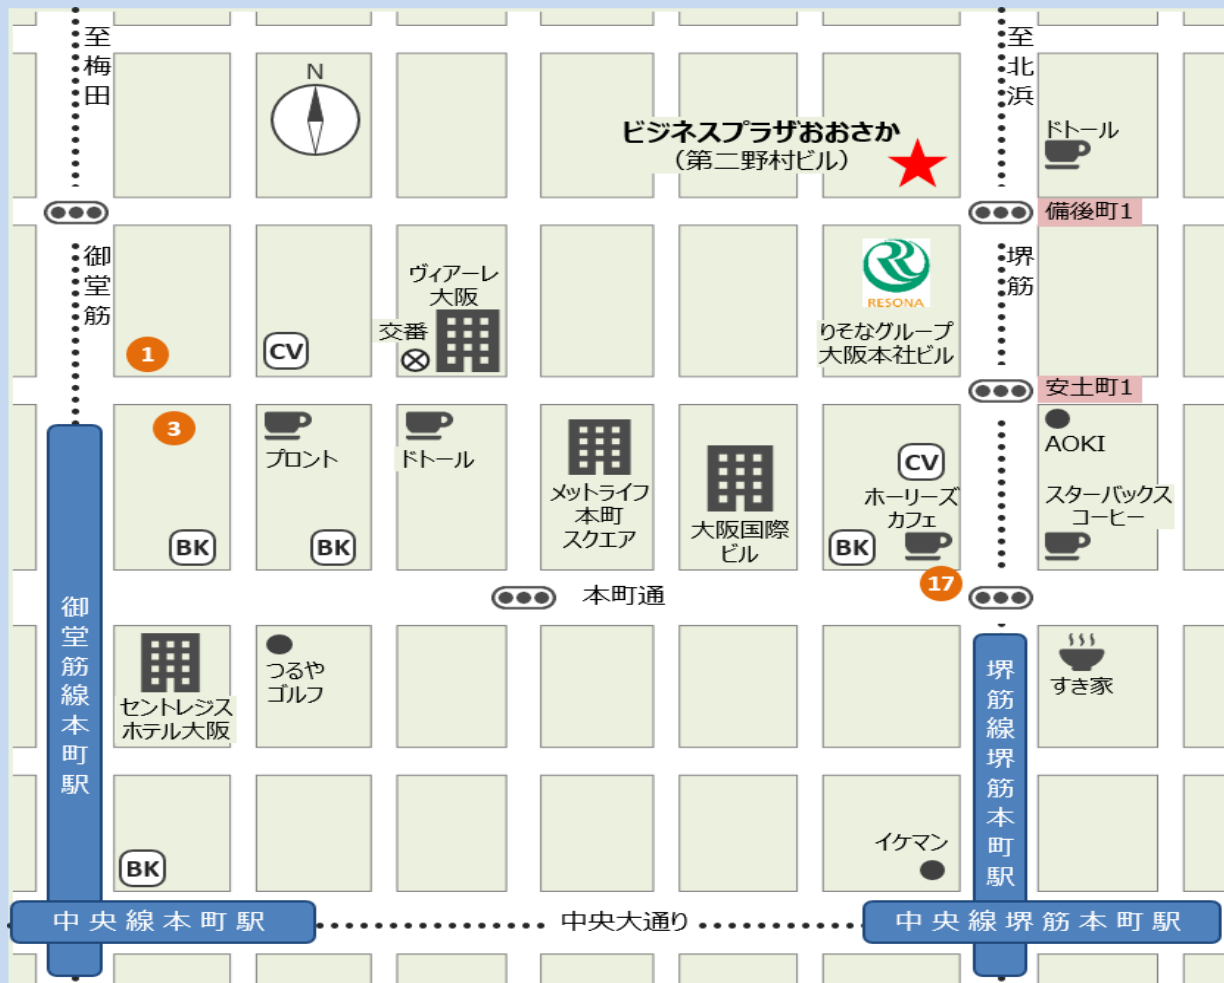 至梅田
N
至北浜
ビジネスプラザおおさか
（第二野村ビル）
ドトール
備後町1
御堂筋
ヴィアーレ
大阪
交番
RESONA
りそなグループ
大阪本社ビル
堺筋
1
CV
安土町1
3
プロント
ドトール
メットライフ
本町
スクエア
大阪国際
ビル
CV
ホーリーズ
カフェ
AOKI
スターバックス
コーヒー
BK
BK
BK
17
本町通
御堂筋線本町駅
セントレジス
ホテル大阪
つるや
ゴルフ
堺筋線堺筋本町駅
すき家
BK
イケマン
中央線本町駅
中央大通り
中央線堺筋本町駅